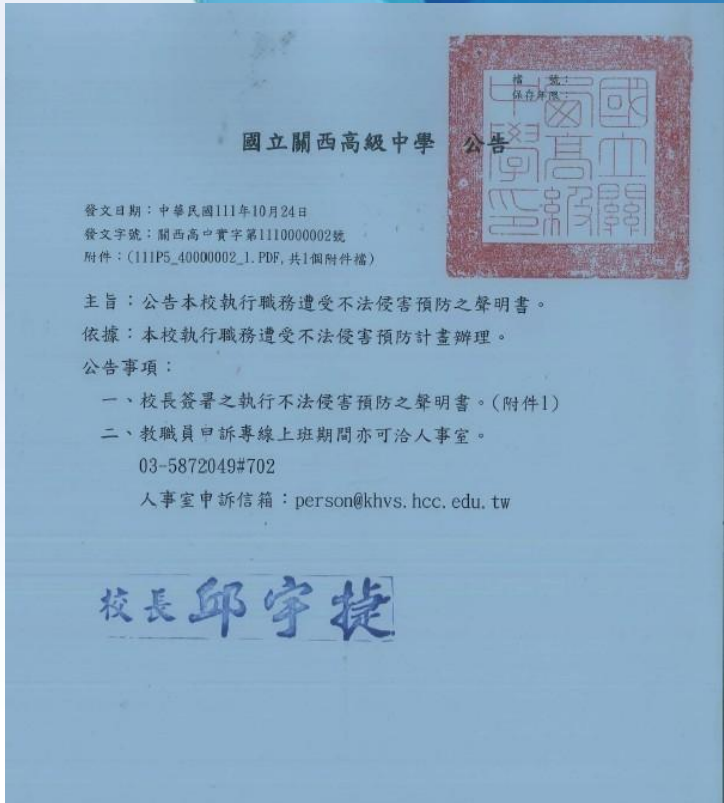 檔　號：
保存年限：
國立關西高級中學　公告
國立關西高級中學印
發文日期：中華民國111年10月24日
發文字號：關西高中實字第1110000002號
附件：(111P5_40000002_1.PDF,共1個附件檔)
主旨：公告本校執行職務遭受不法侵害預防之聲明書。
依據：本校執行職務遭受不法侵害預防計畫辦理。
公告事項：
一、校長簽署之執行不法侵害預防之聲明書。(附件1)
二、教職員申訴專線上班期間亦可洽人事室。
03-5872049#702
人事室申訴信箱：person@khvs.hcc.edu.tw
校長邱宇捷